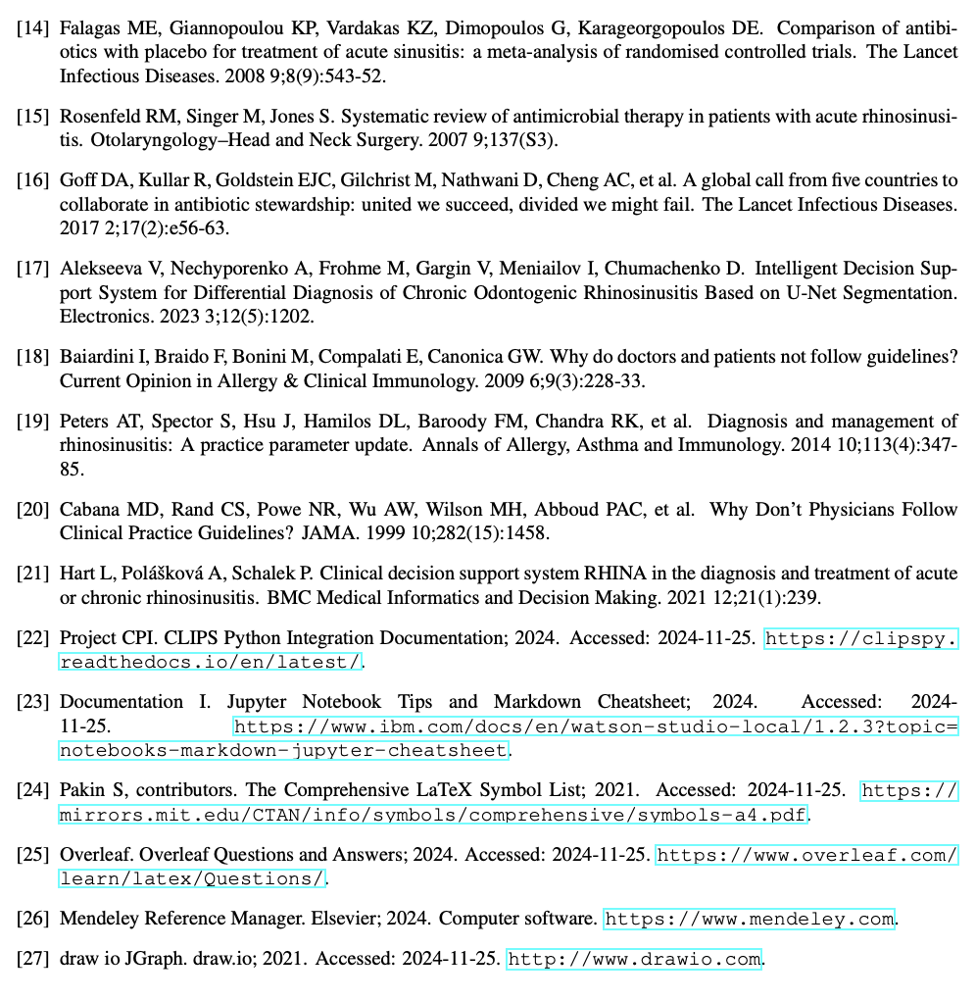 [14] Falagas ME, Giannopoulou KP, Vardakas KZ, Dimopoulos G, Karageorgopoulos DE. Comparison of antibi-
otics with placebo for treatment of acute sinusitis: a meta-analysis of randomised controlled trials. The Lancet
Infectious Diseases. 2008 9;8(9):543-52.
[15] Rosenfeld RM, Singer M, Jones S. Systematic review of antimicrobial therapy in patients with acute rhinosinusi-
tis. Otolaryngology–Head and Neck Surgery. 2007 9;137(S3).
[16] Goff DA, Kullar R, Goldstein EJC, Gilchrist M, Nathwani D, Cheng AC, et al. A global call from five countries to
collaborate in antibiotic stewardship: united we succeed, divided we might fail. The Lancet Infectious Diseases.
2017 2;17(2):e56-63.
[17] Alekseeva V, Nechyporenko A, Frohme M, Gargin V, Meniailov I, Chumachenko D. Intelligent Decision Sup-
port System for Differential Diagnosis of Chronic Odontogenic Rhinosinusitis Based on U-Net Segmentation.
Electronics. 2023 3;12(5):1202.
[18] Baiardini I, Braido F, Bonini M, Compalati E, Canonica GW. Why do doctors and patients not follow guidelines?
Current Opinion in Allergy & Clinical Immunology. 2009 6;9(3):228-33.
[19] Peters AT, Spector S, Hsu J, Hamilos DL, Baroody FM, Chandra RK, et al. Diagnosis and management of
rhinosinusitis: A practice parameter update. Annals of Allergy, Asthma and Immunology. 2014 10;113(4):347-
85.
[20] Cabana MD, Rand CS, Powe NR, Wu AW, Wilson MH, Abboud PAC, et al. Why Don’t Physicians Follow
Clinical Practice Guidelines? JAMA. 1999 10;282(15):1458.
[21] Hart L, Polášková A, Schalek P. Clinical decision support system RHINA in the diagnosis and treatment of acute
or chronic rhinosinusitis. BMC Medical Informatics and Decision Making. 2021 12;21(1):239.
[22] Project CPI. CLIPS Python Integration Documentation; 2024. Accessed: 2024-11-25. https://clipspy.
readthedocs.io/en/latest/.
[23] Documentation I. Jupyter Notebook Tips and Markdown Cheatsheet; 2024. Accessed: 2024-
11-25. https://www.ibm.com/docs/en/watson-studio-local/1.2.3?topic=
notebooks-markdown-jupyter-cheatsheet.
[24] Pakin S, contributors. The Comprehensive LaTeX Symbol List; 2021. Accessed: 2024-11-25. https://
mirrors.mit.edu/CTAN/info/symbols/comprehensive/symbols-a4.pdf.
[25] Overleaf. Overleaf Questions and Answers; 2024. Accessed: 2024-11-25. https://www.overleaf.com/
learn/latex/Questions/.
[26] Mendeley Reference Manager. Elsevier; 2024. Computer software. https://www.mendeley.com.
[27] draw io JGraph. draw.io; 2021. Accessed: 2024-11-25. http://www.drawio.com.